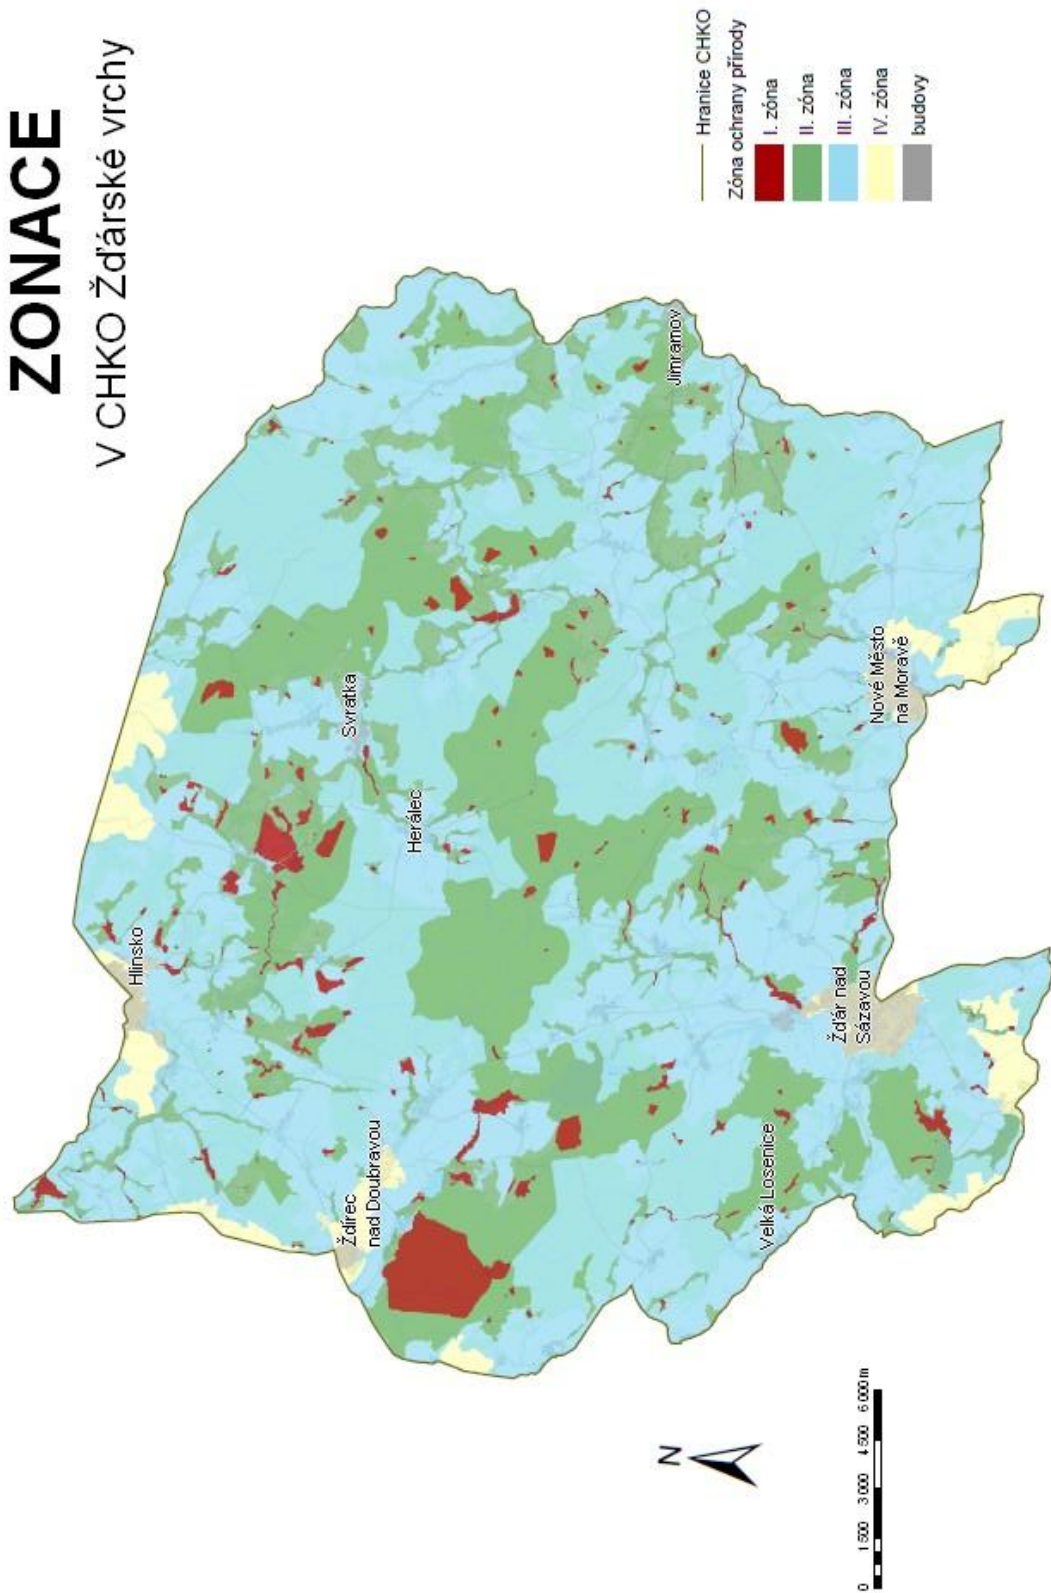 ZONACE
V CHKO Žďárské vrchy
Hranice CHKO
Zóna ochrany přírody
I. zóna
II. zóna
III. zóna
IV. zóna
budovy
Hlinsko
Svratka
Herálec
Jimramov
Ždírec
nad Doubravou
Nové Město
na Moravě
Žďár nad
Sázavou
Velká Losenice
N
0 1 500 3 000 4 500 6 000 m